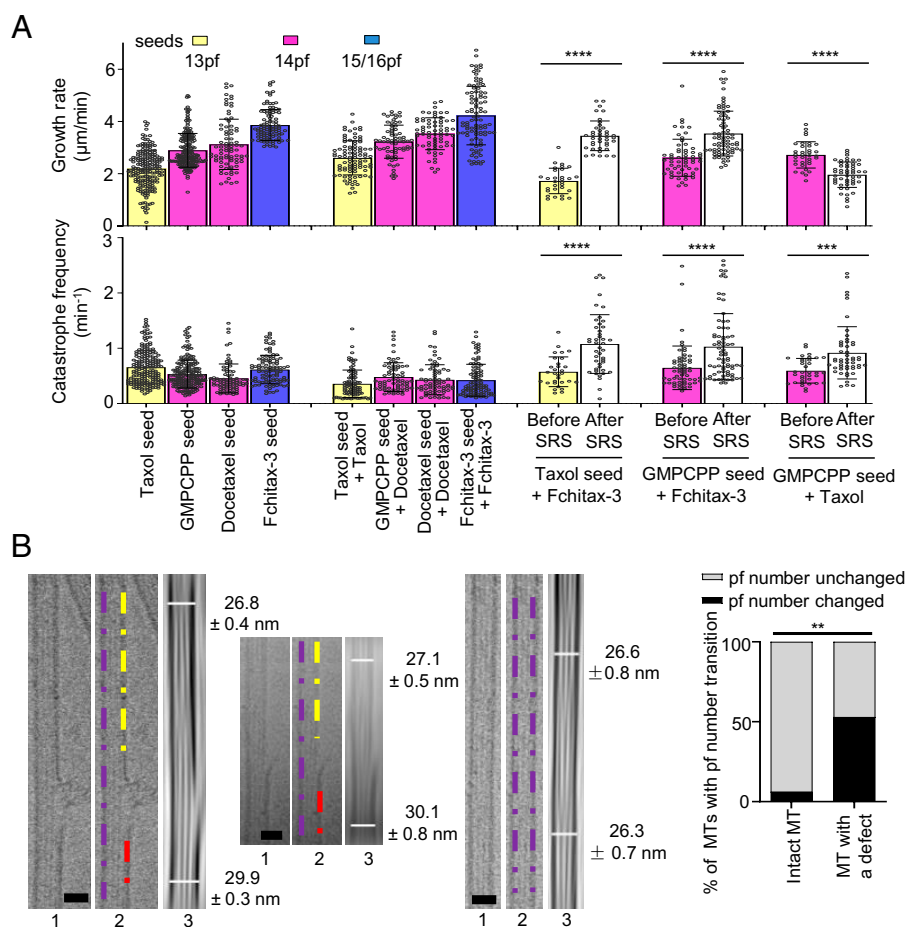 A
seeds
13pf
14pf
15/16pf
Growth rate
(μm/min)
6
4
2
0
****
****
****
Catastrophe frequency
(min⁻¹)
3
2
1
0
****
****
***
Taxol seed
GMPCPP seed
Docetaxel seed
Fchitax-3 seed
Taxol seed
+ Taxol
GMPCPP seed
+ Docetaxel
Docetaxel seed
+ Docetaxel
Fchitax-3 seed
+ Fchitax-3
Before After
SRS SRS
Taxol seed
+ Fchitax-3
Before After
SRS SRS
GMPCPP seed
+ Fchitax-3
Before After
SRS SRS
GMPCPP seed
+ Taxol
B
26.8
± 0.4 nm
29.9
± 0.3 nm
1 2 3
27.1
± 0.5 nm
30.1
± 0.8 nm
1 2 3
26.6
± 0.8 nm
26.3
± 0.7 nm
1 2 3
pf number unchanged
pf number changed
% of MTs with pf number transition
100
50
0
**
Intact MT
MT with
a defect